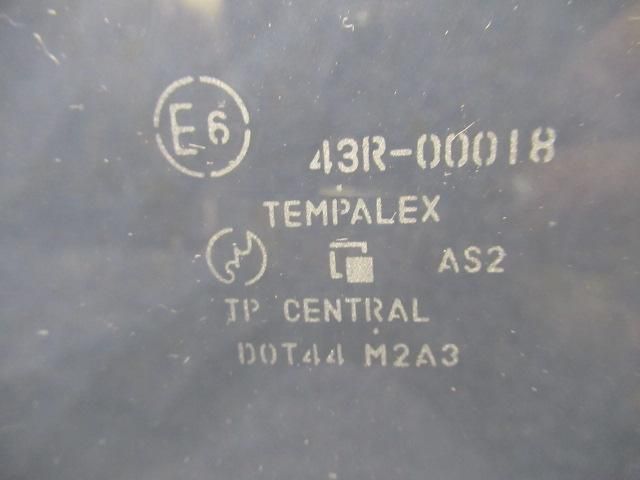 E6
43R-00018
TEMPALEX
AS2
TP CENTRAL
DOT44 M2A3